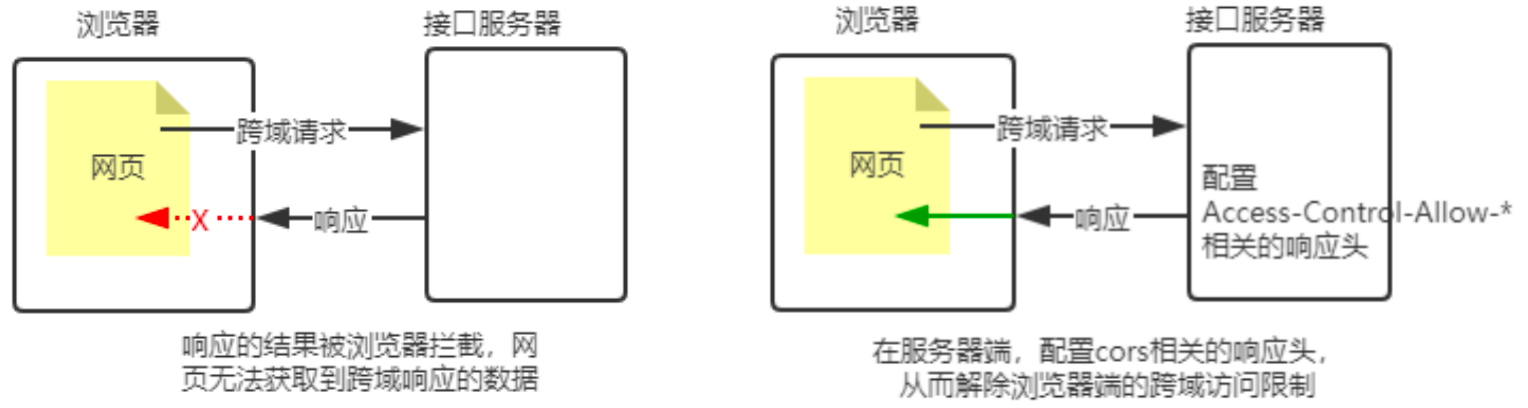 浏览器
接口服务器
跨域请求
网页
X
响应
响应的结果被浏览器拦截，网
页无法获取到跨域响应的数据
浏览器
接口服务器
跨域请求
网页
响应
配置
Access-Control-Allow-*
相关的响应头
在服务器端，配置cors相关的响应头，
从而解除浏览器端的跨域访问限制